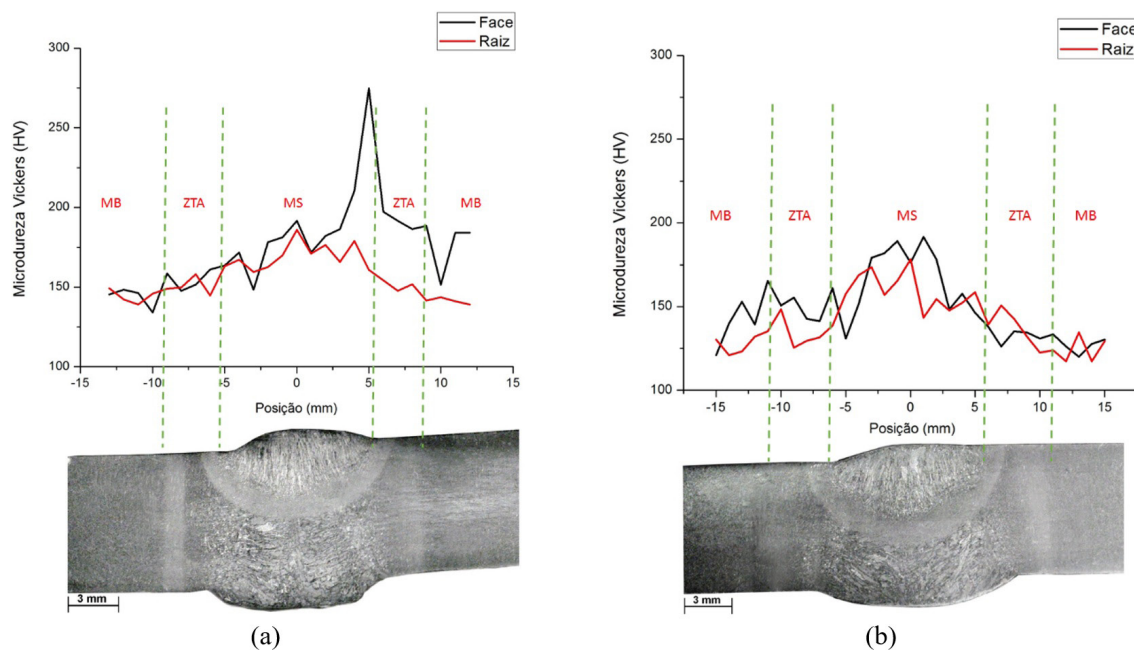 Face
Raiz
300
250
200
150
100
Microdureza Vickers (HV)
MB
ZTA
MS
ZTA
MB
-15
-10
-5
0
5
10
15
Posição (mm)
3 mm
(a)
Face
Raiz
300
250
200
150
100
Microdureza Vickers (HV)
MB
ZTA
MS
ZTA
MB
-15
-10
-5
0
5
10
15
Posição (mm)
3 mm
(b)